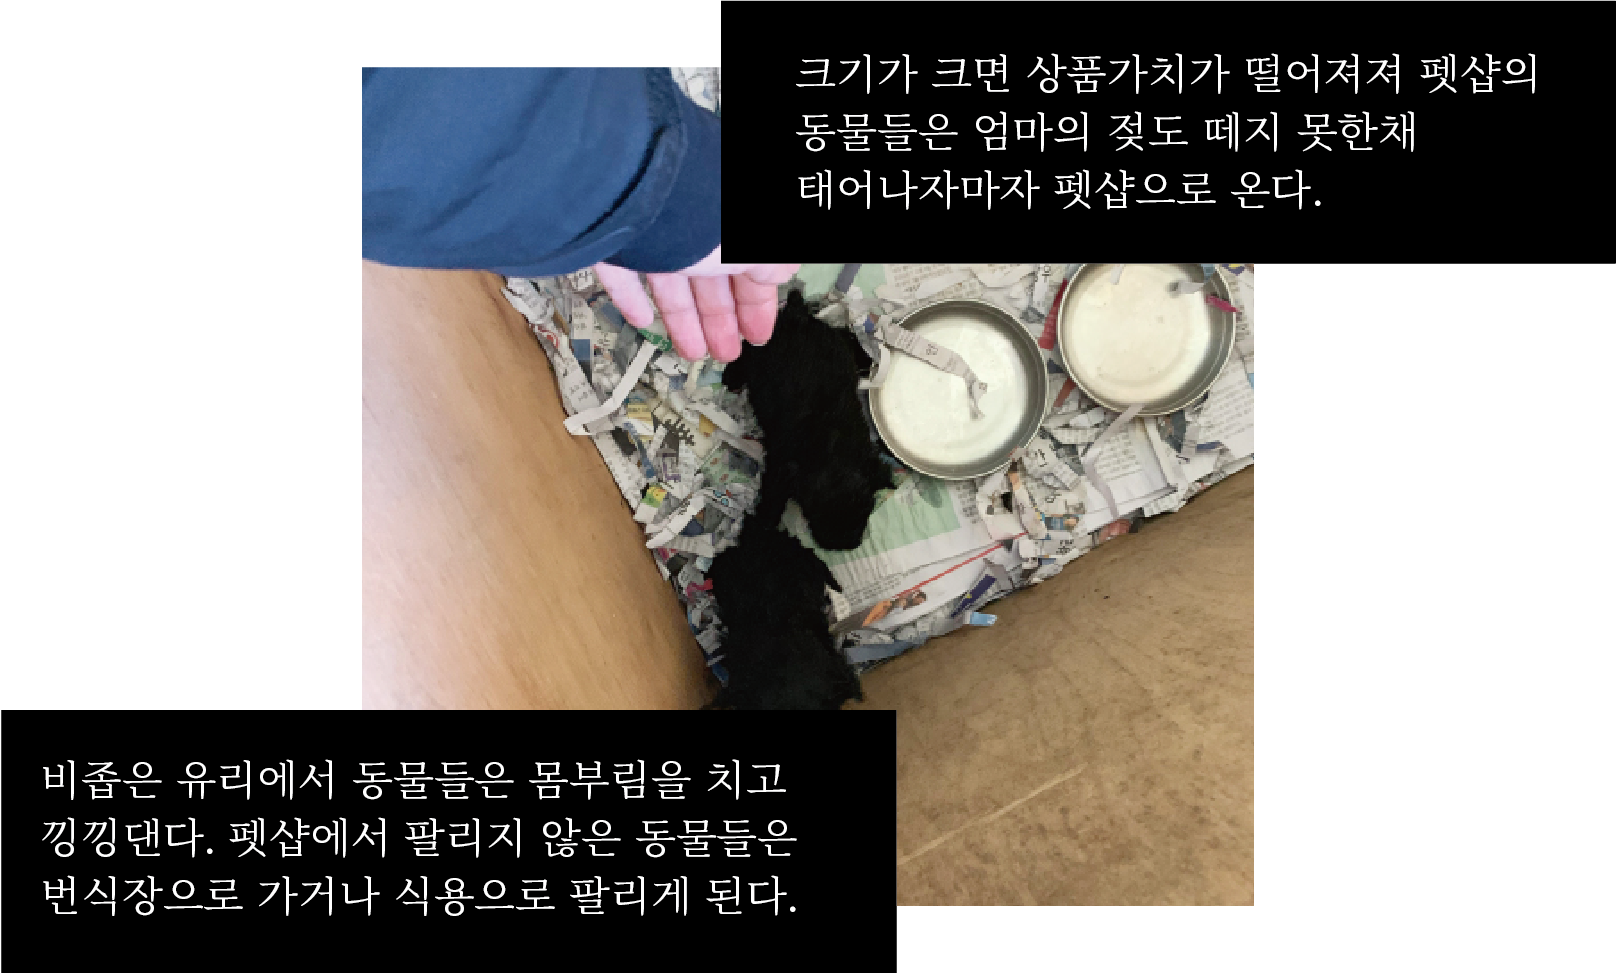 크기가 크면 상품가치가 떨어져져 펫샵의
동물들은 엄마의 젖도 떼지 못한채
태어나자마자 펫샵으로 온다.
비좁은 유리에서 동물들은 몸부림을 치고
낑낑댄다. 펫샵에서 팔리지 않은 동물들은
번식장으로 가거나 식용으로 팔리게 된다.